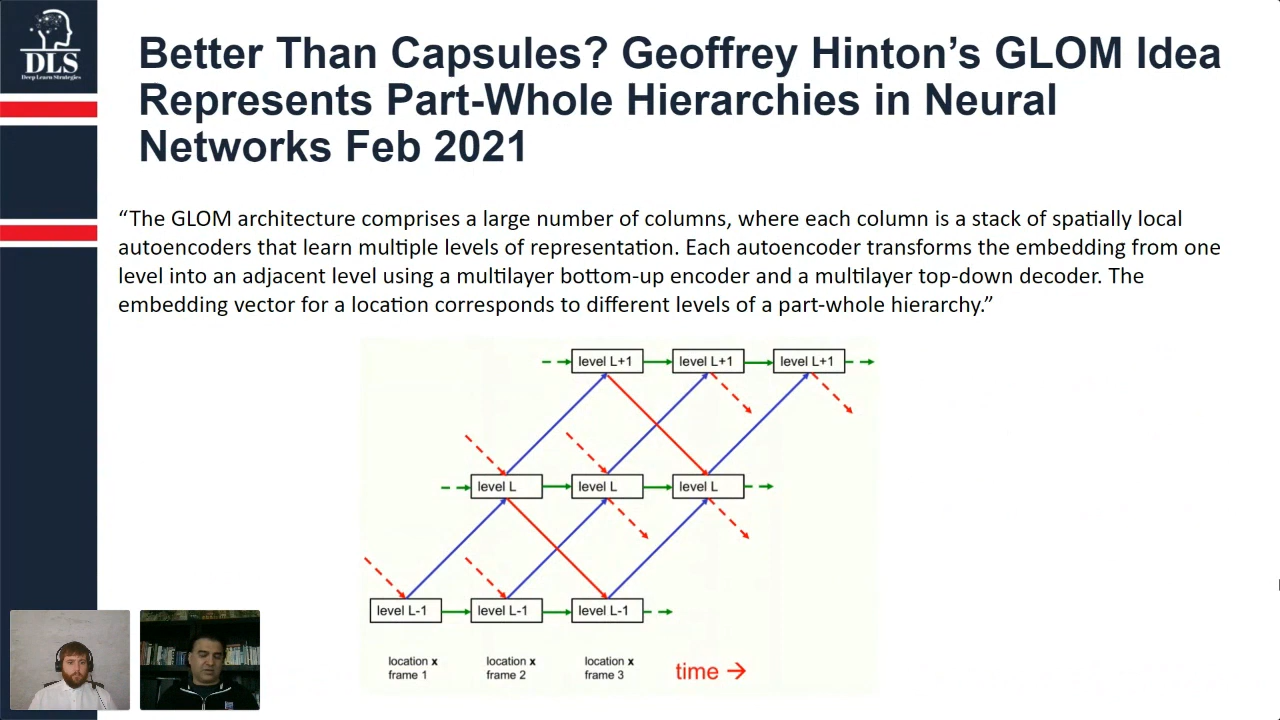 DLS
Deep Learn Strategies
Better Than Capsules? Geoffrey Hinton’s GLOM Idea
Represents Part-Whole Hierarchies in Neural
Networks Feb 2021
“The GLOM architecture comprises a large number of columns, where each column is a stack of spatially local
autoencoders that learn multiple levels of representation. Each autoencoder transforms the embedding from one
level into an adjacent level using a multilayer bottom-up encoder and a multilayer top-down decoder. The
embedding vector for a location corresponds to different levels of a part-whole hierarchy.”
level L+1 level L+1 level L+1
level L level L level L
level L-1 level L-1 level L-1
location x location x location x
frame 1 frame 2 frame 3
time →